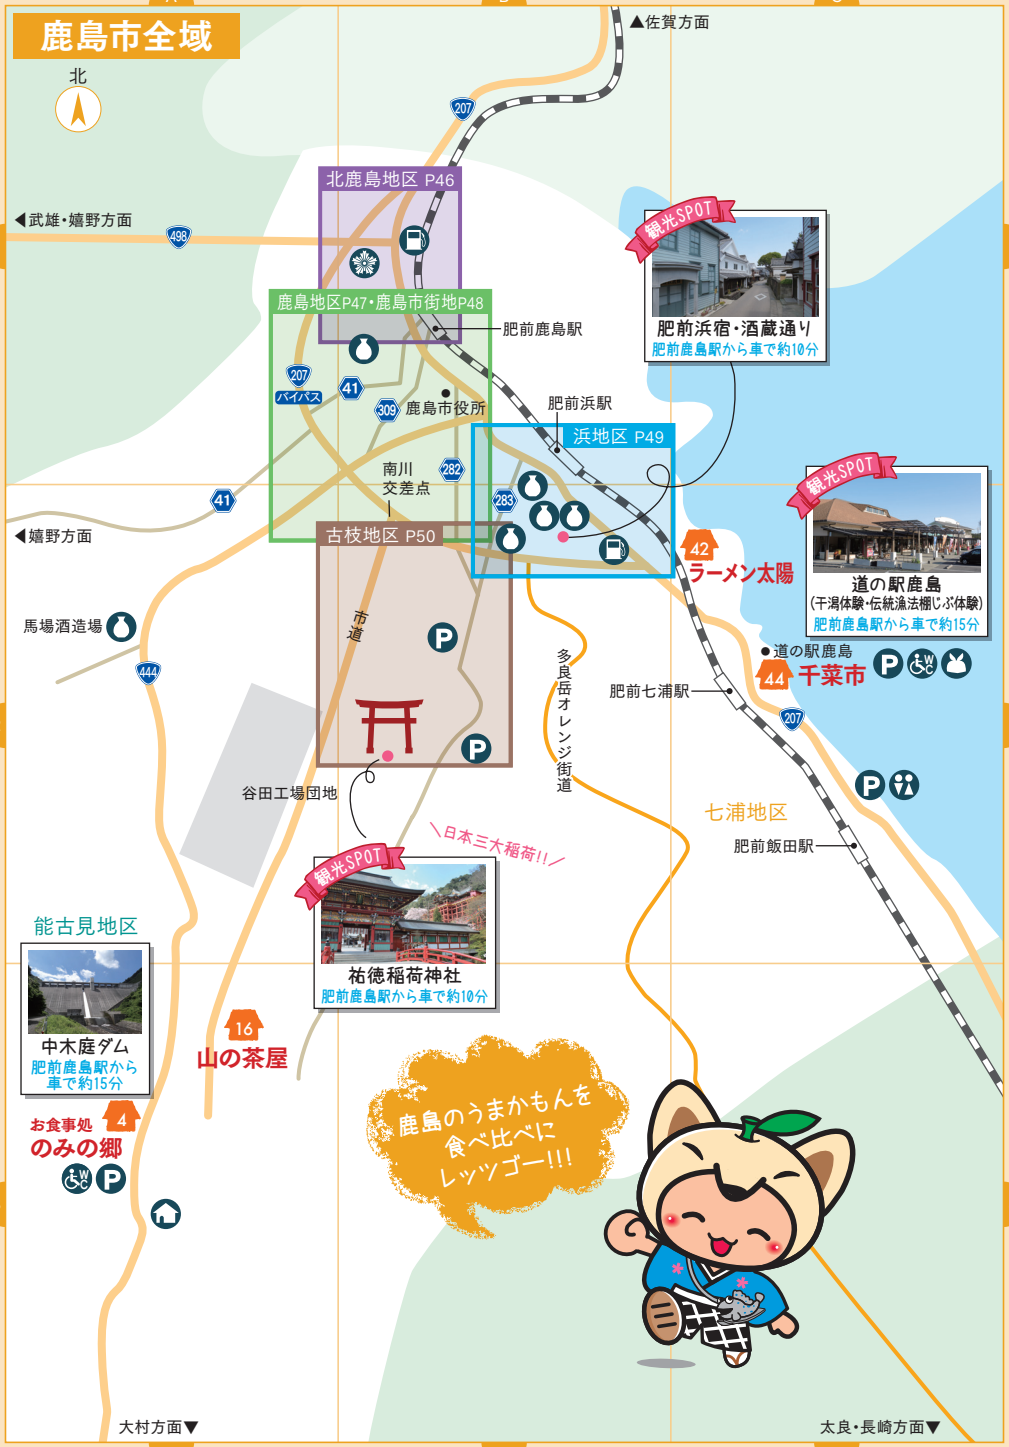 鹿島市全域
北
▲佐賀方面
207
北鹿島地区 P46
◀武雄・嬉野方面
498
観光SPOT
肥前浜宿・酒蔵通り
肥前鹿島駅から車で約10分
鹿島地区P47・鹿島市街地P48
肥前鹿島駅
207
バイパス
41
309
鹿島市役所
肥前浜駅
浜地区 P49
南川
交差点
282
283
41
◀嬉野方面
古枝地区 P50
観光SPOT
道の駅鹿島
(干潟体験・伝統漁法棚じぶ体験)
肥前鹿島駅から車で約15分
42
ラーメン太陽
馬場酒造場
市道
444
P
多良岳オレンジ街道
道の駅鹿島
44
千菜市
P
WC
肥前七浦駅
207
P
谷田工場団地
P
七浦地区
肥前飯田駅
\日本三大稲荷!!/
観光SPOT
祐徳稲荷神社
肥前鹿島駅から車で約10分
能古見地区
中木庭ダム
肥前鹿島駅から
車で約15分
16
山の茶屋
4
お食事処
のみの郷
WC
P
鹿島のうまかもんを
食べ比べに
レッツゴー!!!
大村方面▼
太良・長崎方面▼